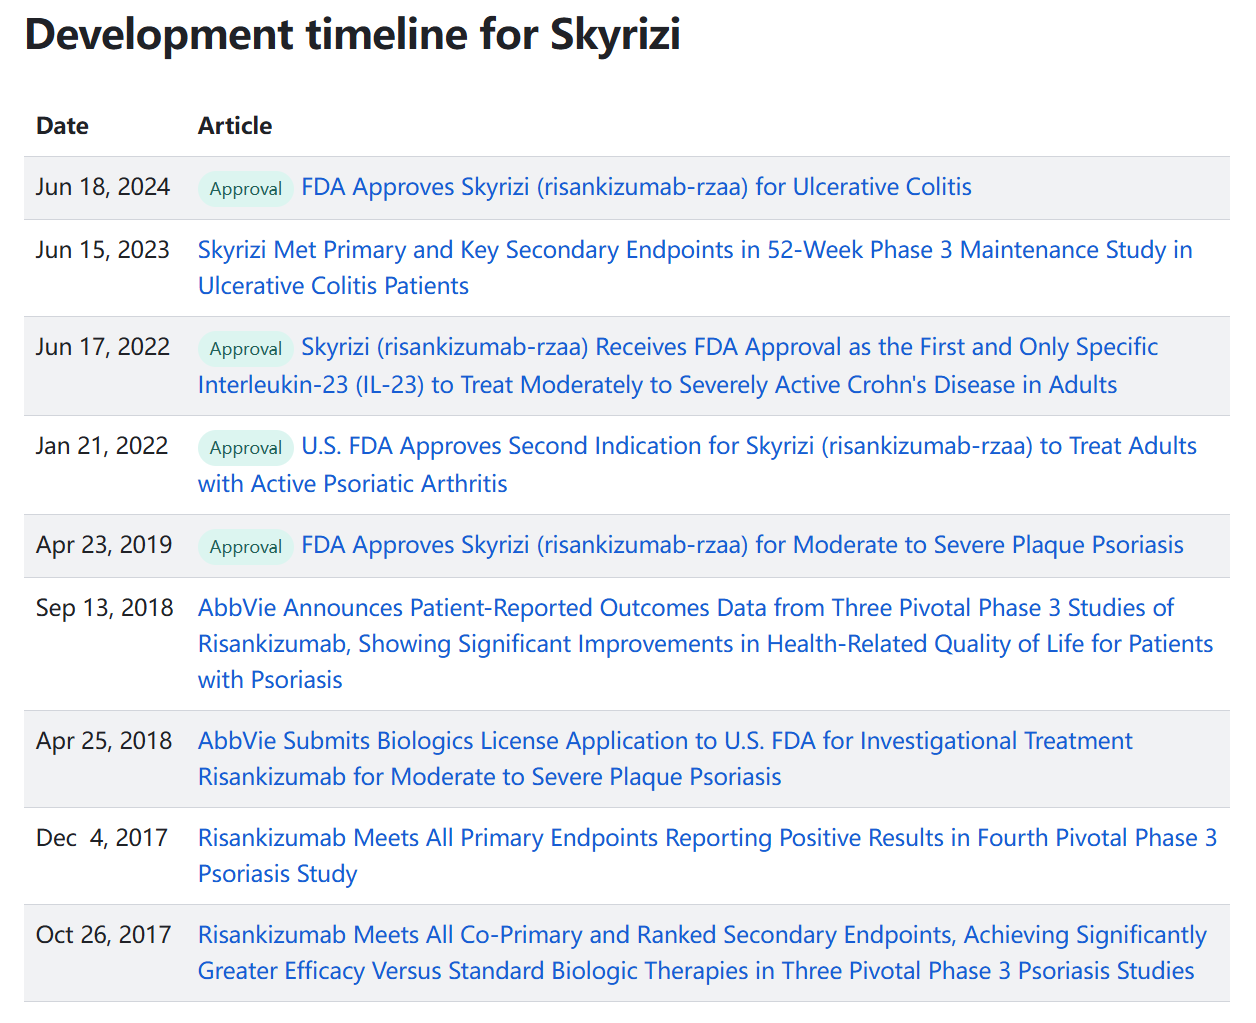 Development timeline for Skyrizi
Date Article
Jun 18, 2024 Approval FDA Approves Skyrizi (risankizumab-rzaa) for Ulcerative Colitis
Jun 15, 2023 Skyrizi Met Primary and Key Secondary Endpoints in 52-Week Phase 3 Maintenance Study in
Ulcerative Colitis Patients
Jun 17, 2022 Approval Skyrizi (risankizumab-rzaa) Receives FDA Approval as the First and Only Specific
Interleukin-23 (IL-23) to Treat Moderately to Severely Active Crohn's Disease in Adults
Jan 21, 2022 Approval U.S. FDA Approves Second Indication for Skyrizi (risankizumab-rzaa) to Treat Adults
with Active Psoriatic Arthritis
Apr 23, 2019 Approval FDA Approves Skyrizi (risankizumab-rzaa) for Moderate to Severe Plaque Psoriasis
Sep 13, 2018 AbbVie Announces Patient-Reported Outcomes Data from Three Pivotal Phase 3 Studies of
Risankizumab, Showing Significant Improvements in Health-Related Quality of Life for Patients
with Psoriasis
Apr 25, 2018 AbbVie Submits Biologics License Application to U.S. FDA for Investigational Treatment
Risankizumab for Moderate to Severe Plaque Psoriasis
Dec 4, 2017 Risankizumab Meets All Primary Endpoints Reporting Positive Results in Fourth Pivotal Phase 3
Psoriasis Study
Oct 26, 2017 Risankizumab Meets All Co-Primary and Ranked Secondary Endpoints, Achieving Significantly
Greater Efficacy Versus Standard Biologic Therapies in Three Pivotal Phase 3 Psoriasis Studies